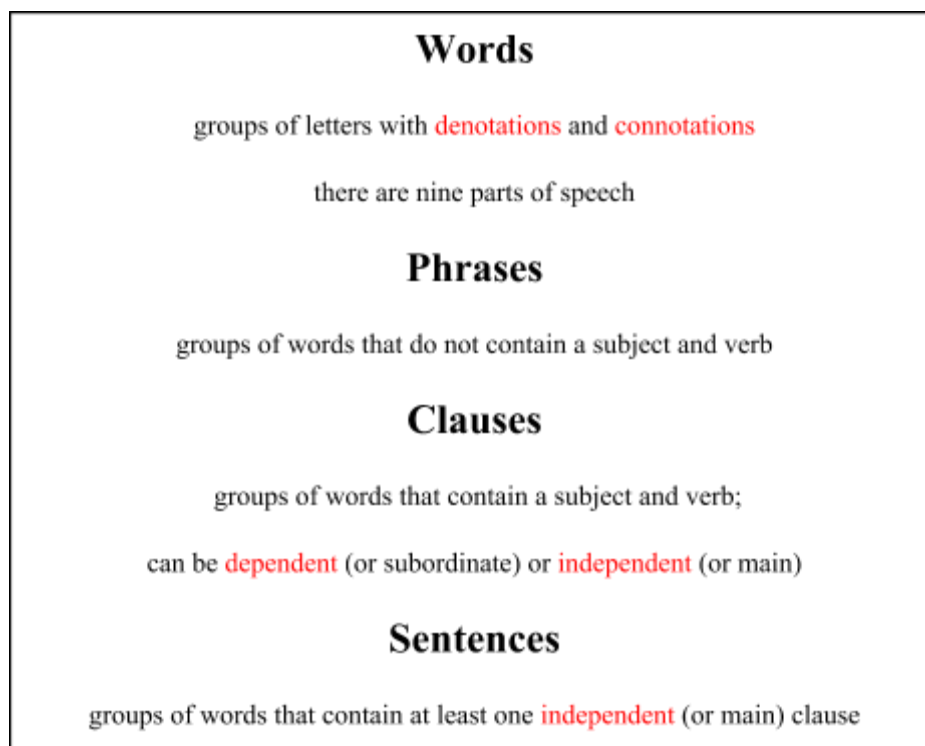 Words
groups of letters with denotations and connotations
there are nine parts of speech
Phrases
groups of words that do not contain a subject and verb
Clauses
groups of words that contain a subject and verb;
can be dependent (or subordinate) or independent (or main)
Sentences
groups of words that contain at least one independent (or main) clause